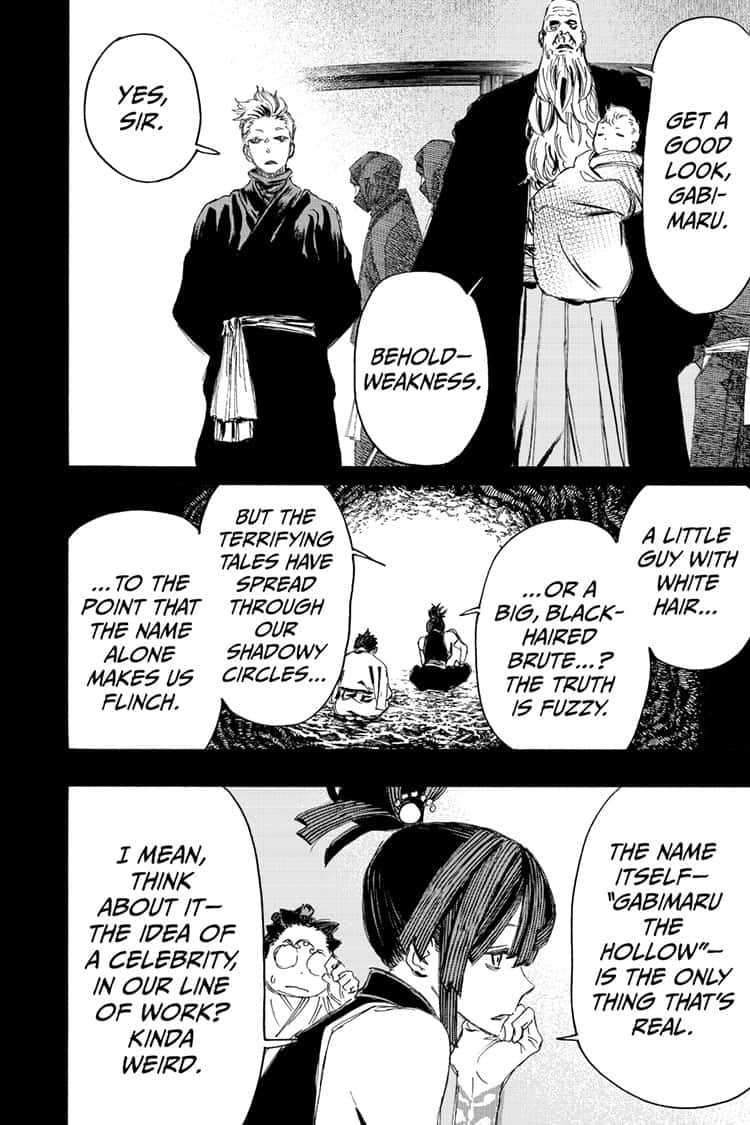 GET A
GOOD
LOOK,
GABI-
MARU.
BEHOLD—
WEAKNESS.
YES,
SIR.
A LITTLE
GUY WITH
WHITE
HAIR...
...OR A
BIG, BLACK-
HAIRED
BRUTE...?
THE TRUTH
IS FUZZY.
BUT THE
TERRIFYING
TALES HAVE
SPREAD
THROUGH
OUR
SHADOWY
CIRCLES...
...TO THE
POINT THAT
THE NAME
ALONE
MAKES US
FLINCH.
THE NAME
ITSELF—
“GABIMARU
THE
HOLLOW”—
IS THE ONLY
THING THAT’S
REAL.
I MEAN,
THINK
ABOUT IT—
THE IDEA OF
A CELEBRITY,
IN OUR LINE
OF WORK?
KINDA
WEIRD.